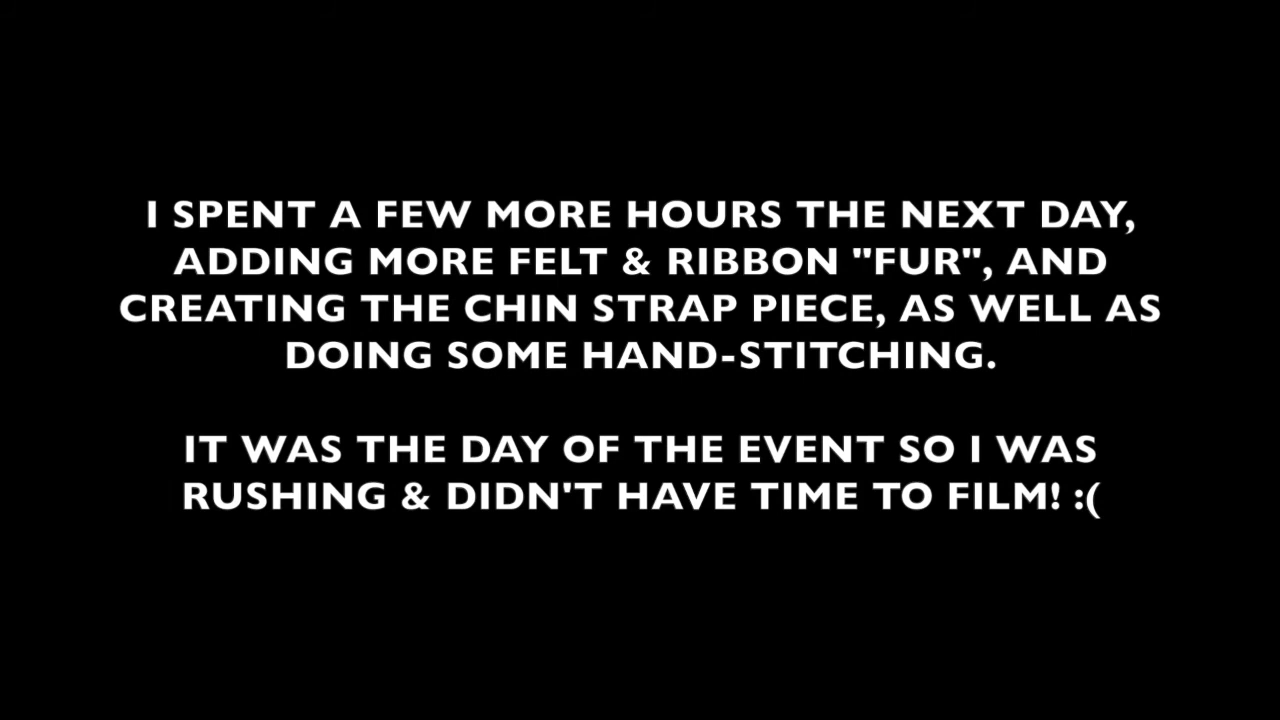 I SPENT A FEW MORE HOURS THE NEXT DAY,
ADDING MORE FELT & RIBBON "FUR", AND
CREATING THE CHIN STRAP PIECE, AS WELL AS
DOING SOME HAND-STITCHING.
IT WAS THE DAY OF THE EVENT SO I WAS
RUSHING & DIDN'T HAVE TIME TO FILM! :(